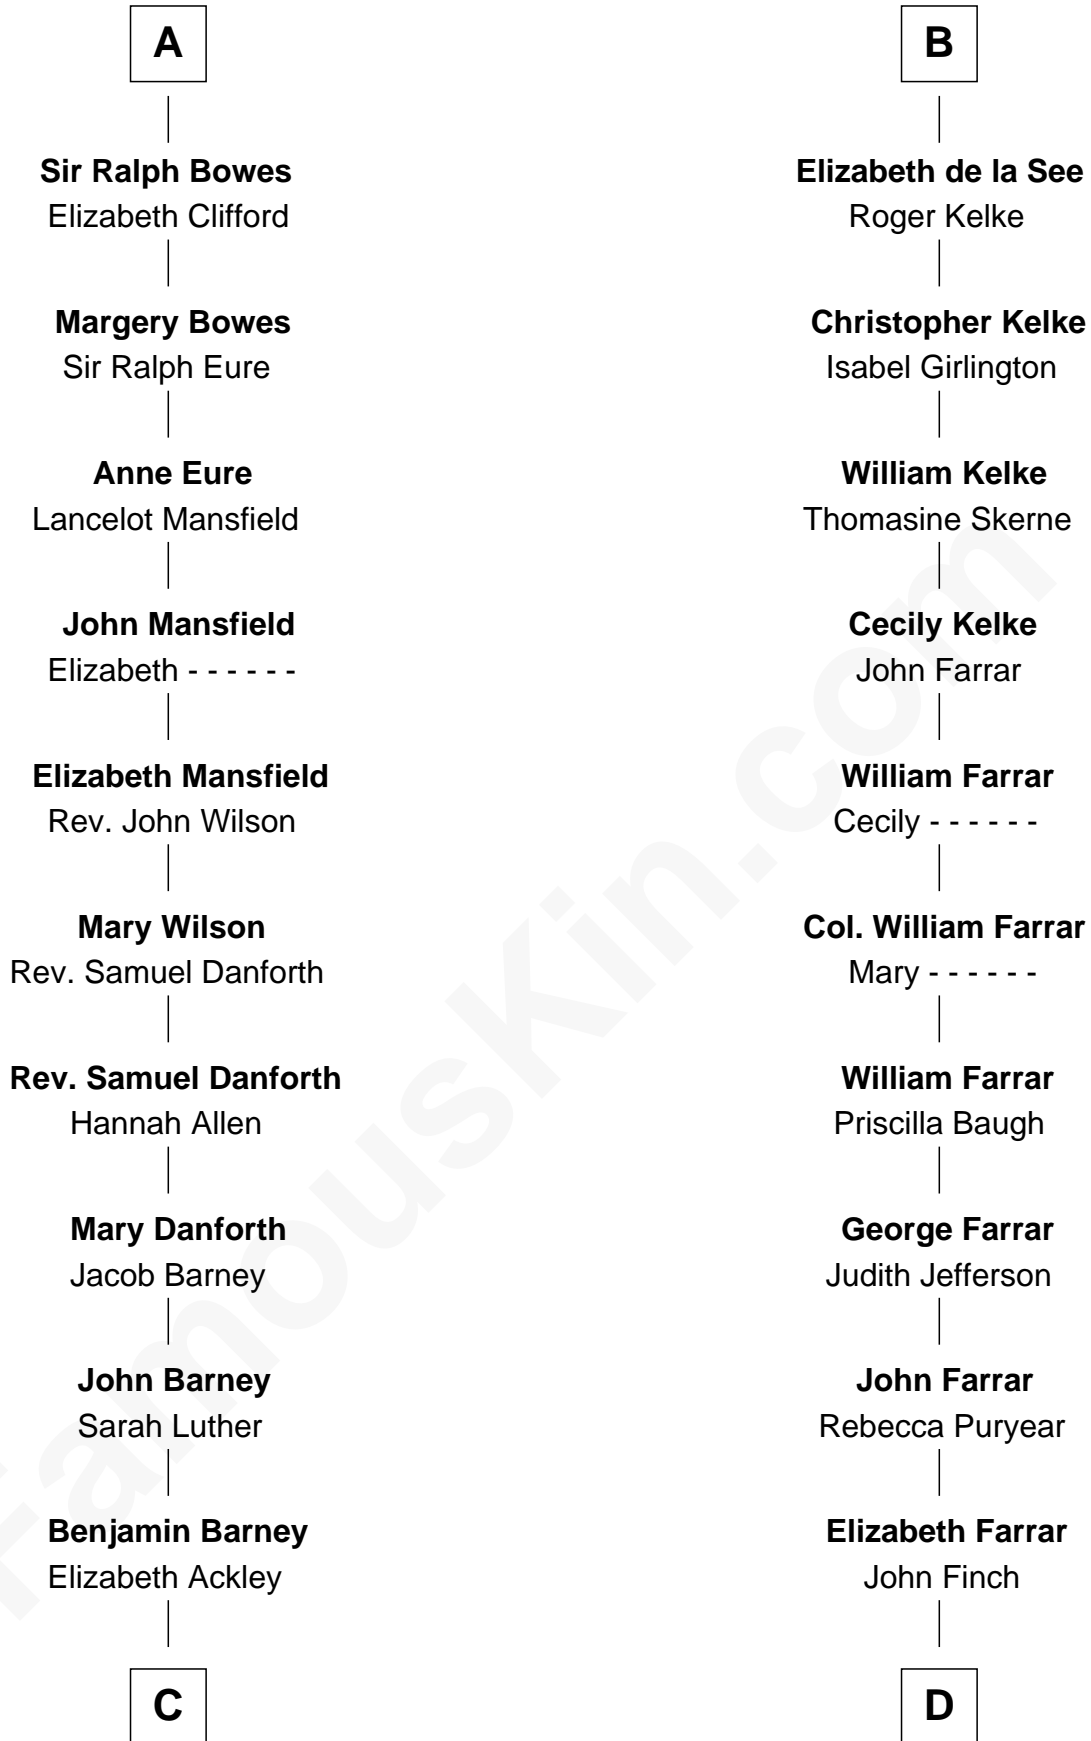 A
Sir Ralph Bowes
Elizabeth Clifford
Margery Bowes
Sir Ralph Eure
Anne Eure
Lancelot Mansfield
John Mansfield
Elizabeth - - - - - -
Elizabeth Mansfield
Rev. John Wilson
Mary Wilson
Rev. Samuel Danforth
Rev. Samuel Danforth
Hannah Allen
Mary Danforth
Jacob Barney
John Barney
Sarah Luther
Benjamin Barney
Elizabeth Ackley
C
B
Elizabeth de la See
Roger Kelke
Christopher Kelke
Isabel Girlington
William Kelke
Thomasine Skerne
Cecily Kelke
John Farrar
William Farrar
Cecily - - - - - -
Col. William Farrar
Mary - - - - - -
William Farrar
Priscilla Baugh
George Farrar
Judith Jefferson
John Farrar
Rebecca Puryear
Elizabeth Farrar
John Finch
D
FamousKin.com